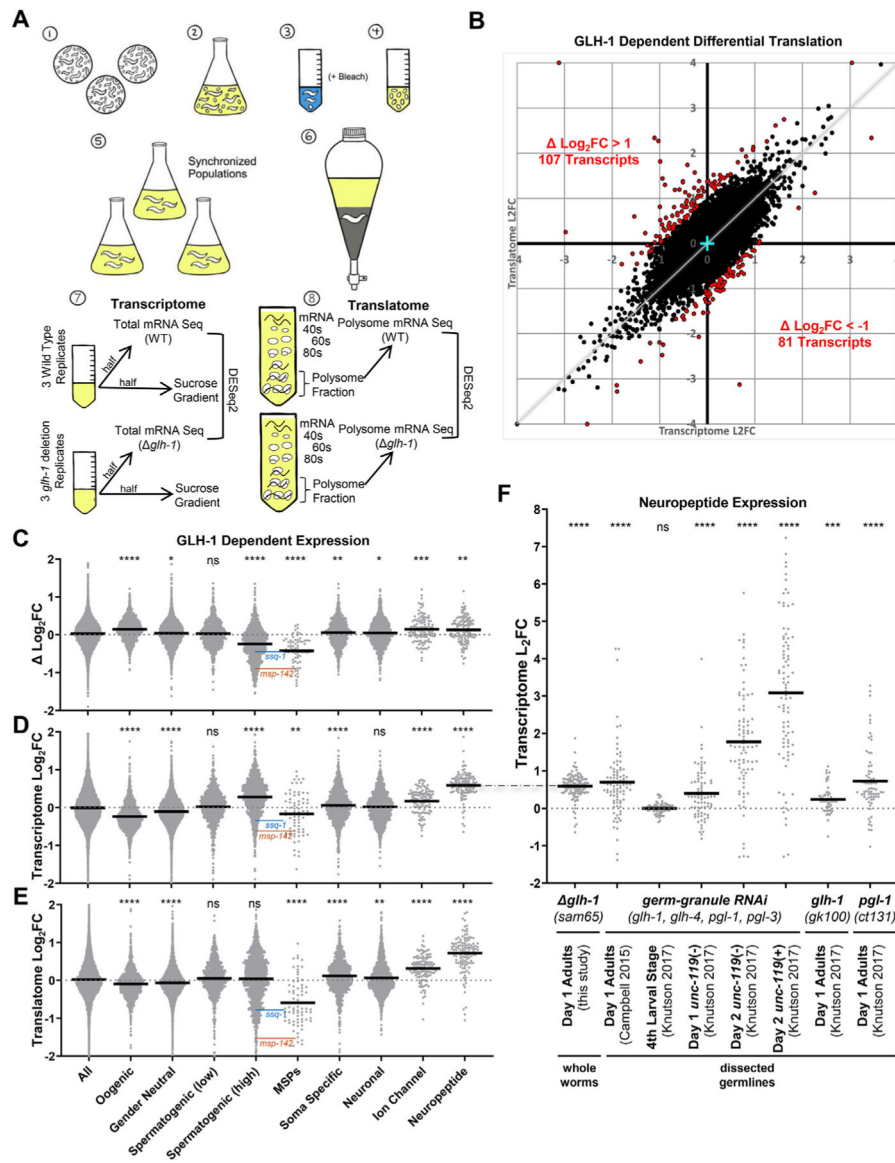 A
1
2
3
4
(+ Bleach)
5
Synchronized
Populations
6
7
Transcriptome
3 Wild Type
Replicates
half
Total mRNA Seq
(WT)
half
Sucrose
Gradient
DESeq2
3 glh-1 deletion
Replicates
half
Total mRNA Seq
(Δglh-1)
half
Sucrose
Gradient
8
Translatome
mRNA
40s
60s
80s
Polysome mRNA Seq
(WT)
Polysome
Fraction
DESeq2
mRNA
40s
60s
80s
Polysome mRNA Seq
(Δglh-1)
Polysome
Fraction
B
GLH-1 Dependent Differential Translation
Δ Log2FC > 1
107 Transcripts
Δ Log2FC < -1
81 Transcripts
Translatome L2FC
Transcriptome L2FC
4
3
2
1
0
-1
-2
-3
-4
-4 -3 -2 -1 0 1 2 3 4
C
GLH-1 Dependent Expression
**** * ns **** **** ** * *** **
Δ Log2FC
2
1
0
-1
-2
ssq-1
msp-142
D
**** **** ns **** ** **** ns **** ****
Transcriptome Log2FC
2
1
0
-1
-2
ssq-1
msp-142
E
**** **** ns ns **** **** ** **** ****
Translatome Log2FC
2
1
0
-1
-2
ssq-1
msp-142
All
Oogenic
Gender Neutral
Spermatogenic (low)
Spermatogenic (high)
MSPs
Soma Specific
Neuronal
Ion Channel
Neuropeptide
F
Neuropeptide Expression
**** **** ns **** **** **** *** ****
Transcriptome L2FC
8
7
6
5
4
3
2
1
0
-1
-2
Δglh-1
(sam65)
germ-granule RNAi
(glh-1, glh-4, pgl-1, pgl-3)
glh-1
(gk100)
pgl-1
(ct131)
Day 1 Adults
(this study)
Day 1 Adults
(Campbell 2015)
4th Larval Stage
(Knutson 2017)
Day 1 unc-119(-)
(Knutson 2017)
Day 2 unc-119(-)
(Knutson 2017)
Day 2 unc-119(+)
(Knutson 2017)
Day 1 Adults
(Knutson 2017)
Day 1 Adults
(Knutson 2017)
whole
worms
dissected
germlines